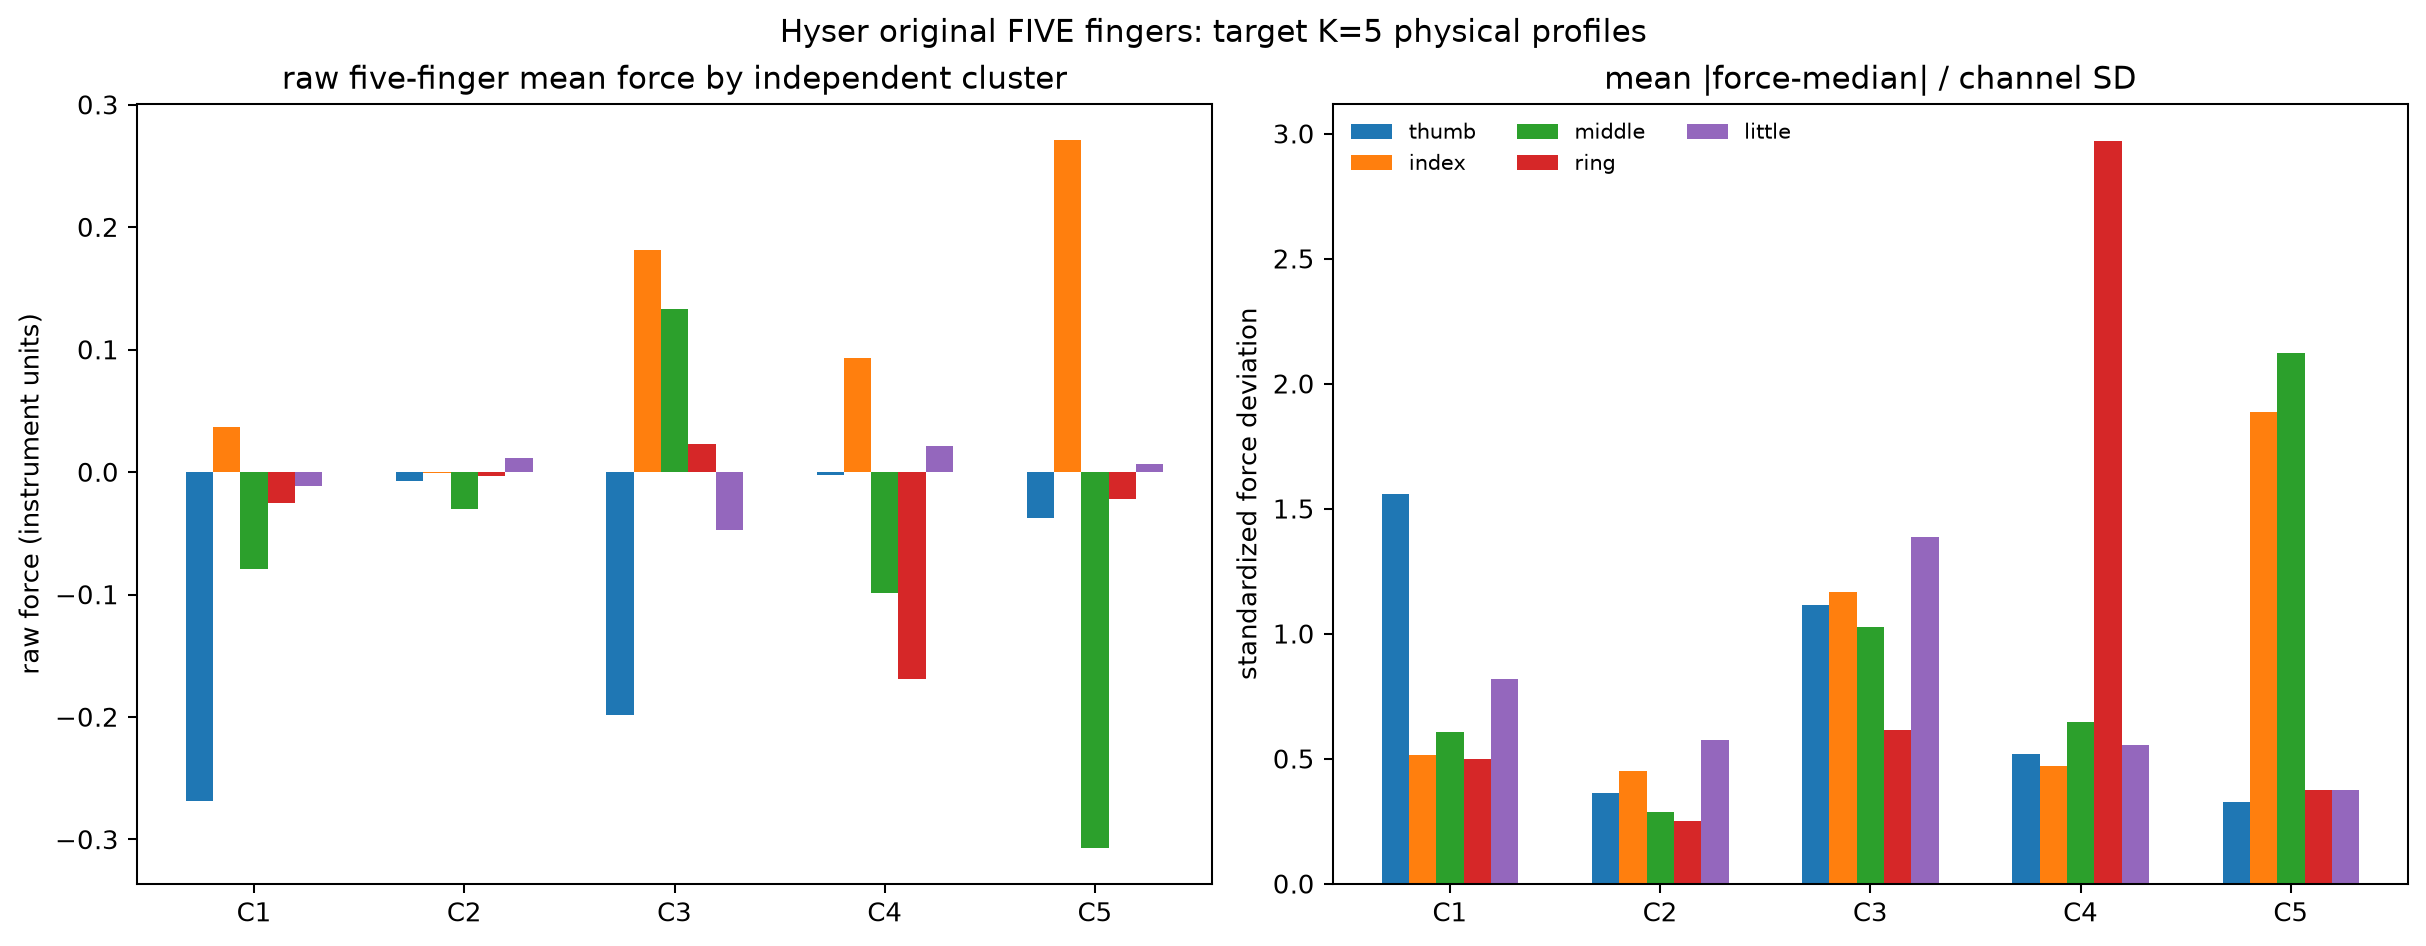 Hyser original FIVE fingers: target K=5 physical profiles
raw five-finger mean force by independent cluster
raw force (instrument units)
0.3
0.2
0.1
0.0
−0.1
−0.2
−0.3
C1 C2 C3 C4 C5
mean |force-median| / channel SD
standardized force deviation
thumb middle little
index ring
3.0
2.5
2.0
1.5
1.0
0.5
0.0
C1 C2 C3 C4 C5